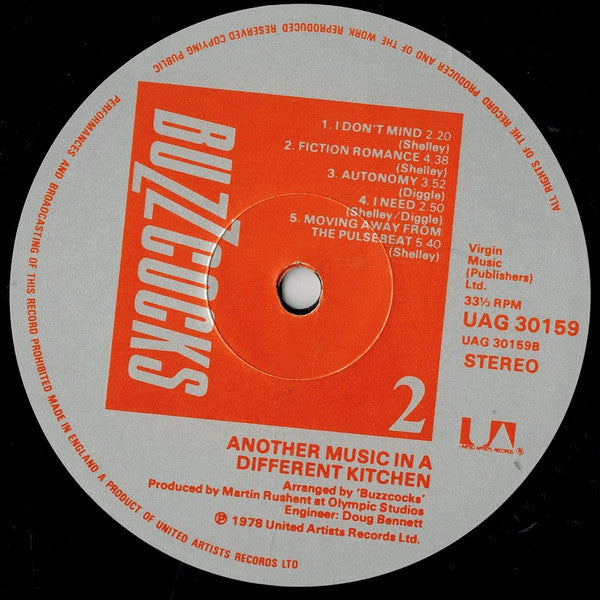 ALL RIGHTS OF THE RECORD PRODUCER AND OF THE WORK REPRODUCED RESERVED COPYING PUBLIC
PERFORMANCES AND BROADCASTING OF THIS RECORD PROHIBITED MADE IN ENGLAND A PRODUCT OF UNITED ARTISTS RECORDS LTD
BUZZCOCKS
1. I DON'T MIND 2.20
(Shelley)
2. FICTION ROMANCE 4.38
(Shelley)
3. AUTONOMY 3.52
(Diggle)
4. I NEED 2.50
(Shelley/Diggle)
5. MOVING AWAY FROM
THE PULSEBEAT 5.40
(Shelley)
2
Virgin
Music
(Publishers)
Ltd.
33⅓ RPM
UAG 30159
UAG 30159B
STEREO
UA
UNITED ARTISTS RECORDS ®
ANOTHER MUSIC IN A
DIFFERENT KITCHEN
Arranged by 'Buzzcocks'
Produced by Martin Rushent at Olympic Studios
Engineer: Doug Bennett
℗ 1978 United Artists Records Ltd.